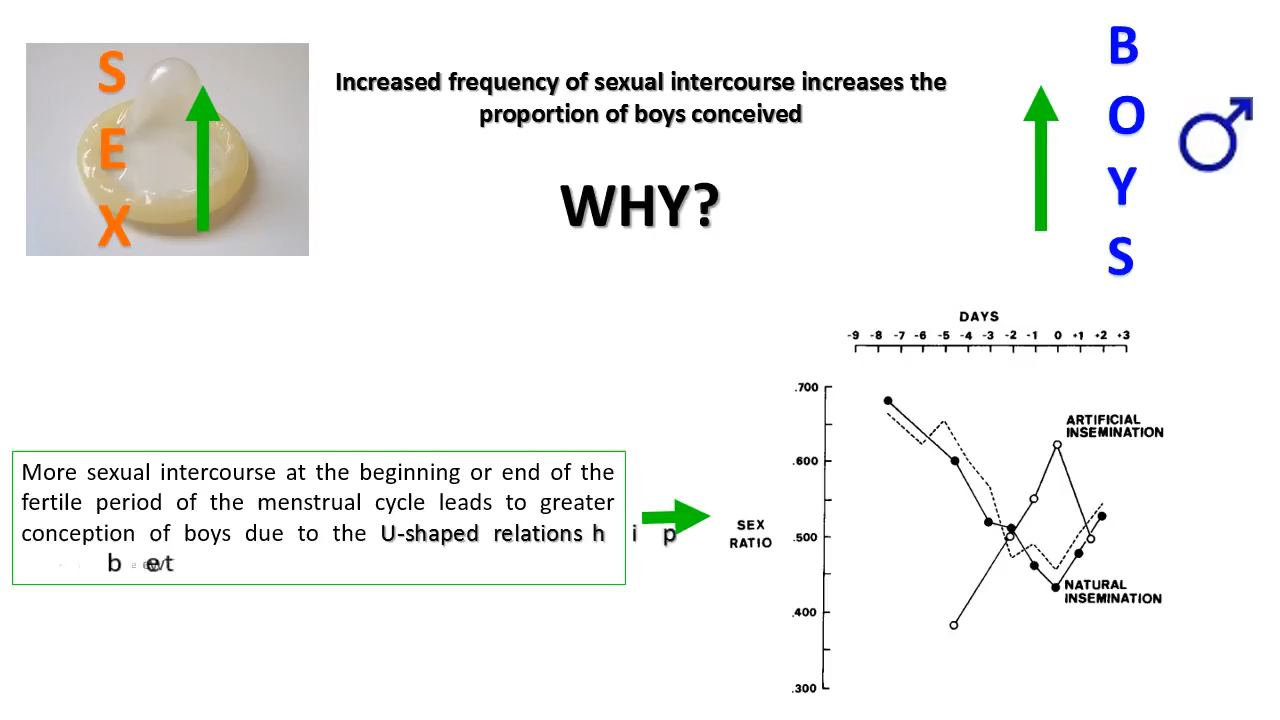 S
E
X
Increased frequency of sexual intercourse increases the
proportion of boys conceived
WHY?
B
O
Y
S
More sexual intercourse at the beginning or end of the
fertile period of the menstrual cycle leads to greater
conception of boys due to the U-shaped relations h i p
DAYS
-9 -8 -7 -6 -5 -4 -3 -2 -1 0 +1 +2 +3
.700
.600
.500
.400
.300
SEX
RATIO
ARTIFICIAL
INSEMINATION
NATURAL
INSEMINATION